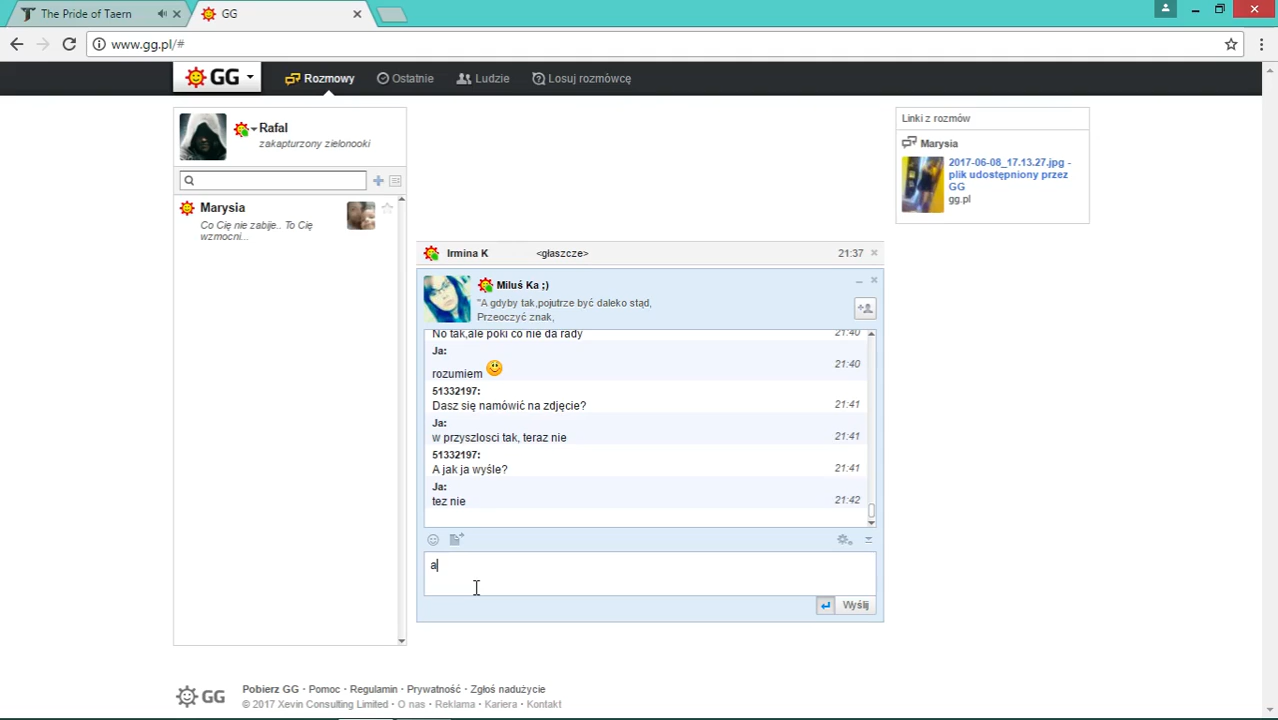 The Pride of Taern
GG
www.gg.pl/#
GG
Rozmowy
Ostatnie
Ludzie
Losuj rozmówcę
Rafal
zakapturzony zielonooki
Marysia
Co Cię nie zabije.. To Cię
wzmocni...
Irmina K <głaszcze> 21:37
Miluś Ka ;)
"A gdyby tak,pojutrze być daleko stąd,
Przeoczyć znak,
No tak,ale poki co nie da rady 21:40
Ja:
rozumiem 21:40
51332197:
Dasz się namówić na zdjęcie? 21:41
Ja:
w przyszlosci tak, teraz nie 21:41
51332197:
A jak ja wyśle? 21:41
Ja:
tez nie 21:42
a
Wyślij
Linki z rozmów
Marysia
2017-06-08_17.13.27.jpg -
plik udostępniony przez
GG
gg.pl
GG
Pobierz GG · Pomoc · Regulamin · Prywatność · Zgłoś nadużycie
© 2017 Xevin Consulting Limited · O nas · Reklama · Kariera · Kontakt